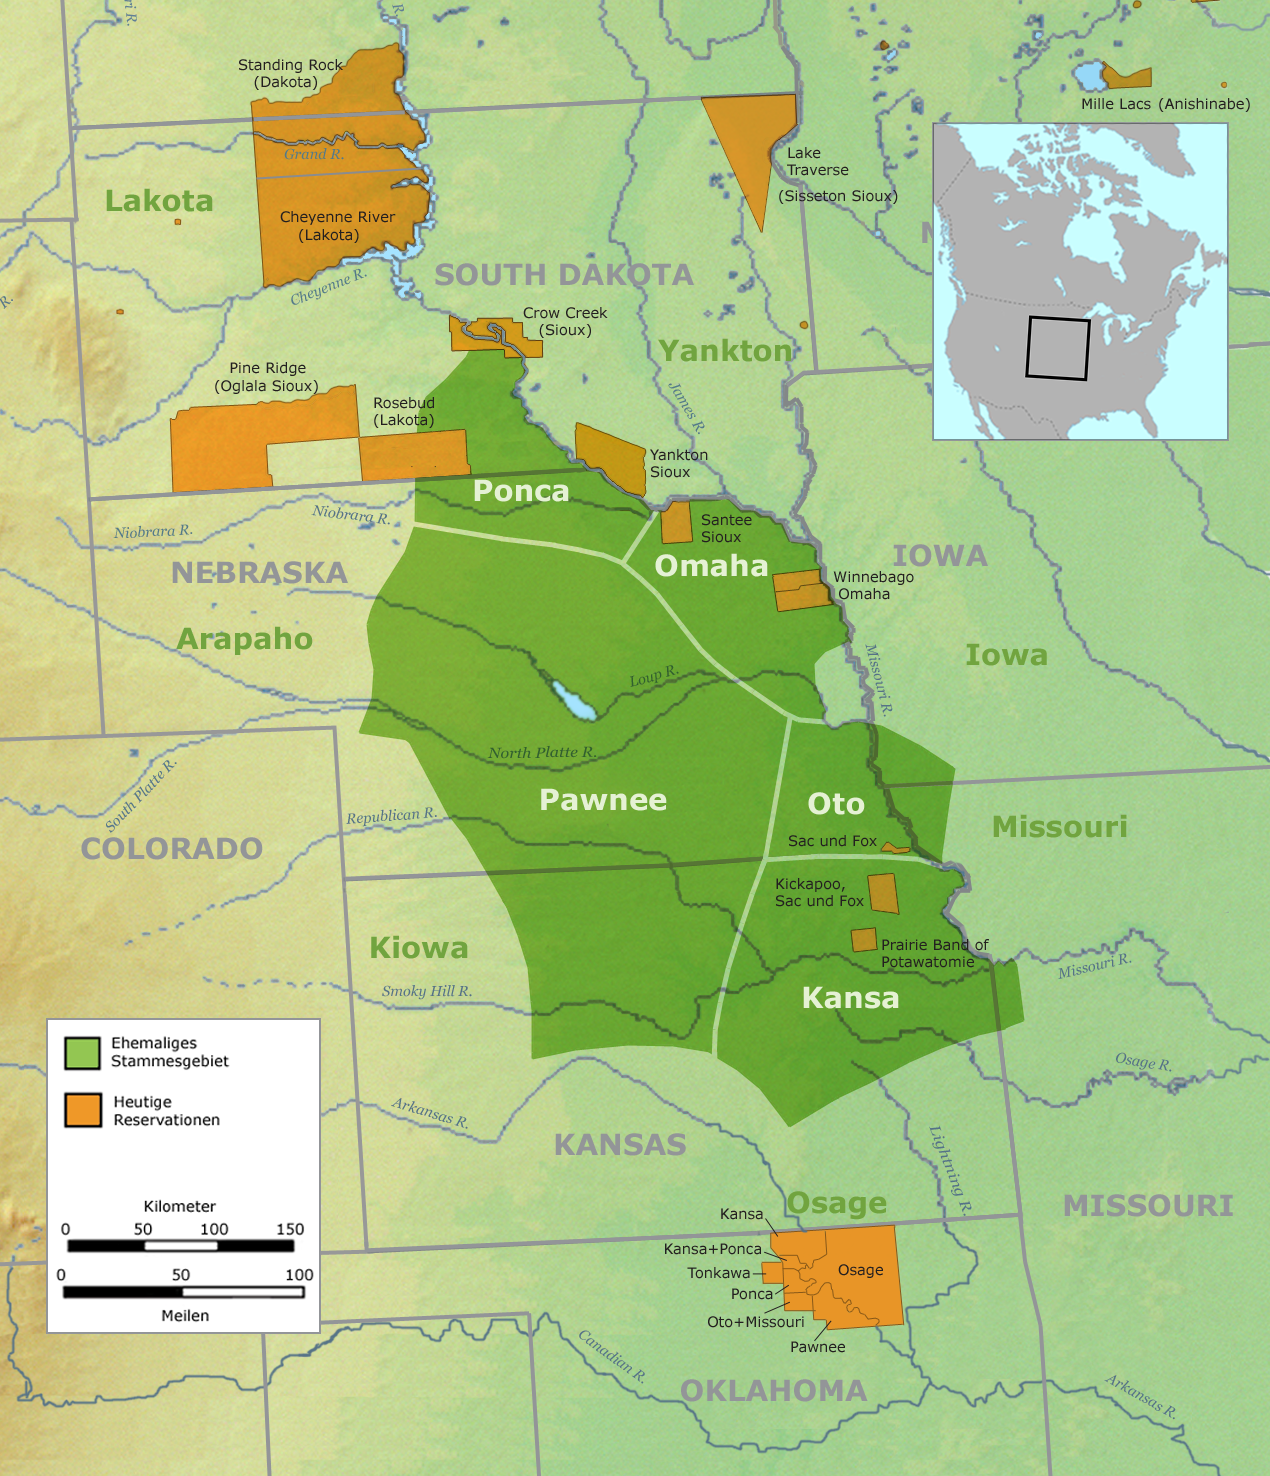 ri R.
R.
Standing Rock
(Dakota)
Mille Lacs (Anishinabe)
Grand R.
Lake
Traverse
(Sisseton Sioux)
Lakota
Cheyenne River
(Lakota)
SOUTH DAKOTA
Cheyenne R.
R.
Crow Creek
(Sioux)
Yankton
Pine Ridge
(Oglala Sioux)
Rosebud
(Lakota)
James R.
Yankton
Sioux
Ponca
Niobrara R.
Niobrara R.
Santee
Sioux
Omaha
IOWA
NEBRASKA
Winnebago
Omaha
Arapaho
Iowa
Missouri R.
Loup R.
North Platte R.
South Platte R.
Pawnee
Oto
Republican R.
Missouri
COLORADO
Sac und Fox
Kickapoo,
Sac und Fox
Kiowa
Prairie Band of
Potawatomie
Missouri R.
Smoky Hill R.
Kansa
Osage R.
Arkansas R.
KANSAS
Lightning R.
Osage
MISSOURI
Kansa
Kansa+Ponca
Tonkawa
Osage
Ponca
Oto+Missouri
Pawnee
Canadian R.
OKLAHOMA
Arkansas R.
Ehemaliges
Stammesgebiet
Heutige
Reservationen
Kilometer
0 50 100 150
0 50 100
Meilen